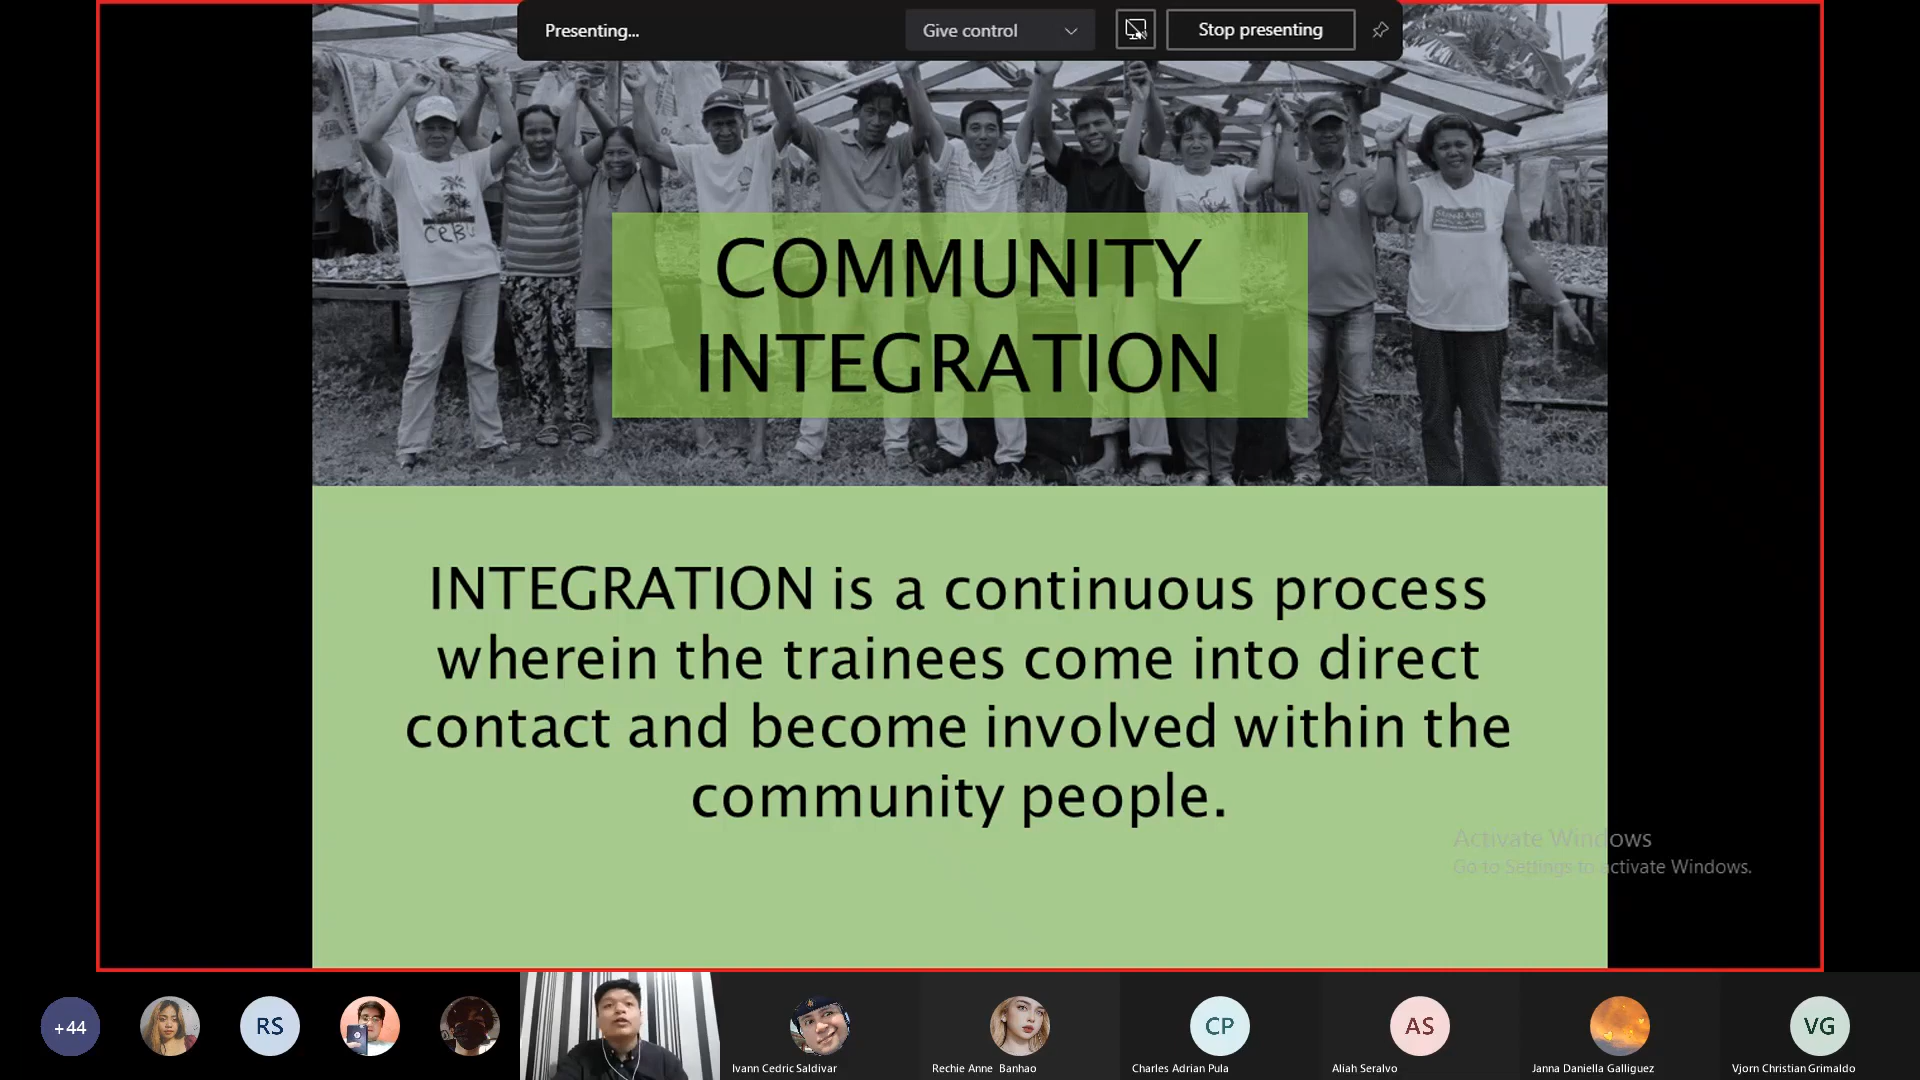 Presenting...
Give control
Stop presenting
CEBU
COMMUNITY
INTEGRATION
INTEGRATION is a continuous process
wherein the trainees come into direct
contact and become involved within the
community people.
Activate Windows
Go to Settings to activate Windows.
+44
RS
CP
AS
VG
Ivann Cedric Saldivar
Rechie Anne Banhao
Charles Adrian Pula
Aliah Seralvo
Janna Daniella Galliguez
Vjorn Christian Grimaldo